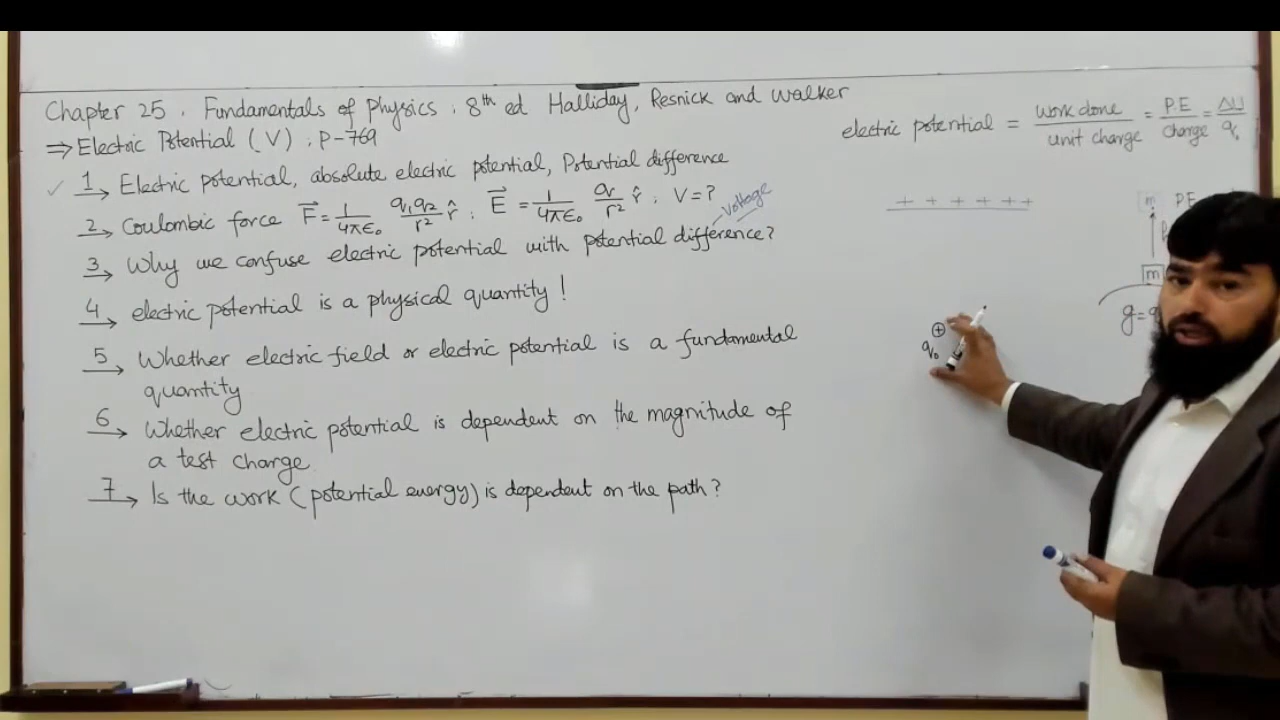 Chapter 25, Fundamentals of Physics, 8th ed Halliday, Resnick and Walker
⇒ Electric Potential (V), P-769
✓ 1→ Electric potential, absolute electric potential, Potential difference
2→ Coulombic force F⃗ = 1/4πε₀ q₁q₂/r² r̂, E⃗ = 1/4πε₀ q/r² r̂, V=?
Voltage
3→ Why we confuse electric potential with potential difference?
4→ electric potential is a physical quantity!
5→ Whether electric field or electric potential is a fundamental
quantity
6→ Whether electric potential is dependent on the magnitude of
a test charge
7→ Is the work (potential energy) is dependent on the path?
electric potential = work done/unit charge = P.E/charge = ΔU/q₀
+ + + + + +
⊕
q₀
m P.E
m
g=